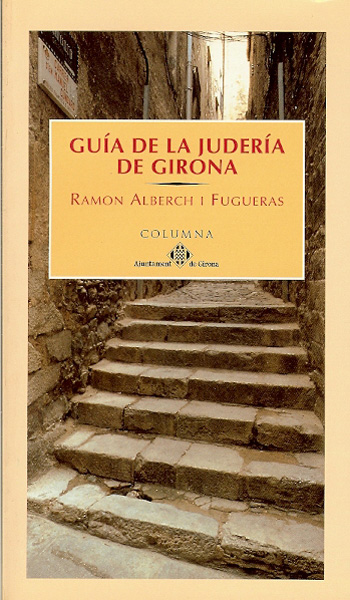 GUÍA DE LA JUDERÍA
DE GIRONA
RAMON ALBERCH I FUGUERAS
COLUMNA
Ajuntament de Girona